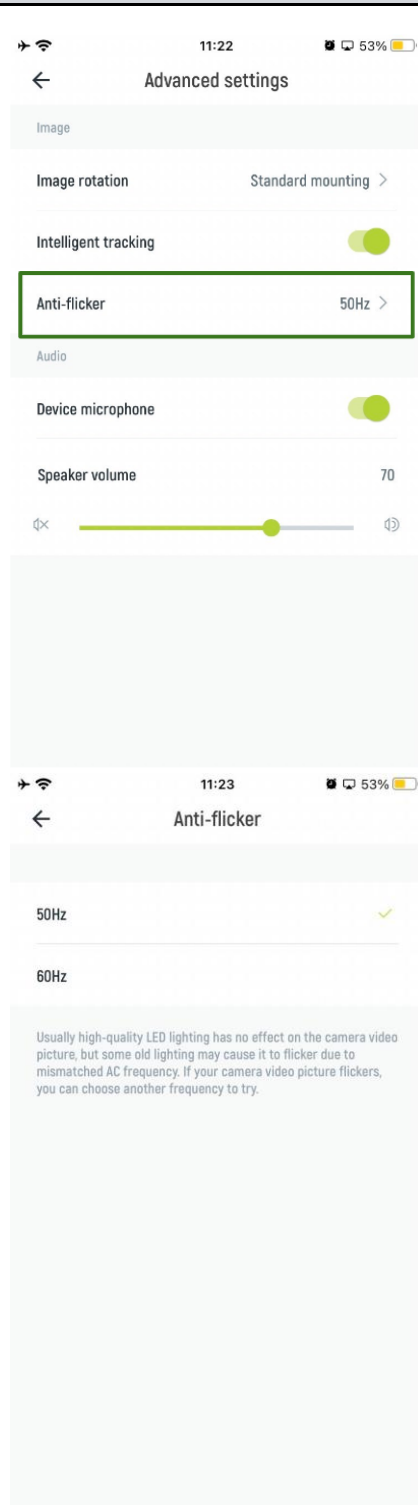 11:22
53%
Advanced settings
Image
Image rotation Standard mounting >
Intelligent tracking
Anti-flicker 50Hz >
Audio
Device microphone
Speaker volume 70
11:23
53%
Anti-flicker
50Hz
60Hz
Usually high-quality LED lighting has no effect on the camera video
picture, but some old lighting may cause it to flicker due to
mismatched AC frequency. If your camera video picture flickers,
you can choose another frequency to try.